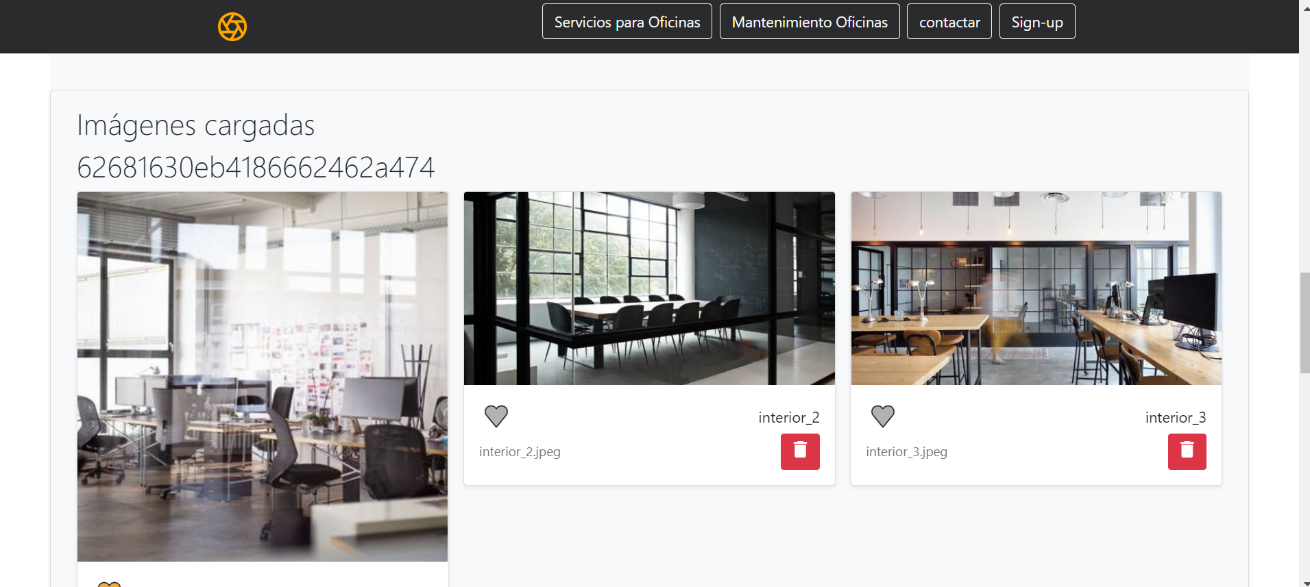 Servicios para Oficinas
Mantenimiento Oficinas
contactar
Sign-up
Imágenes cargadas
62681630eb4186662462a474
interior_2
interior_2.jpeg
interior_3
interior_3.jpeg